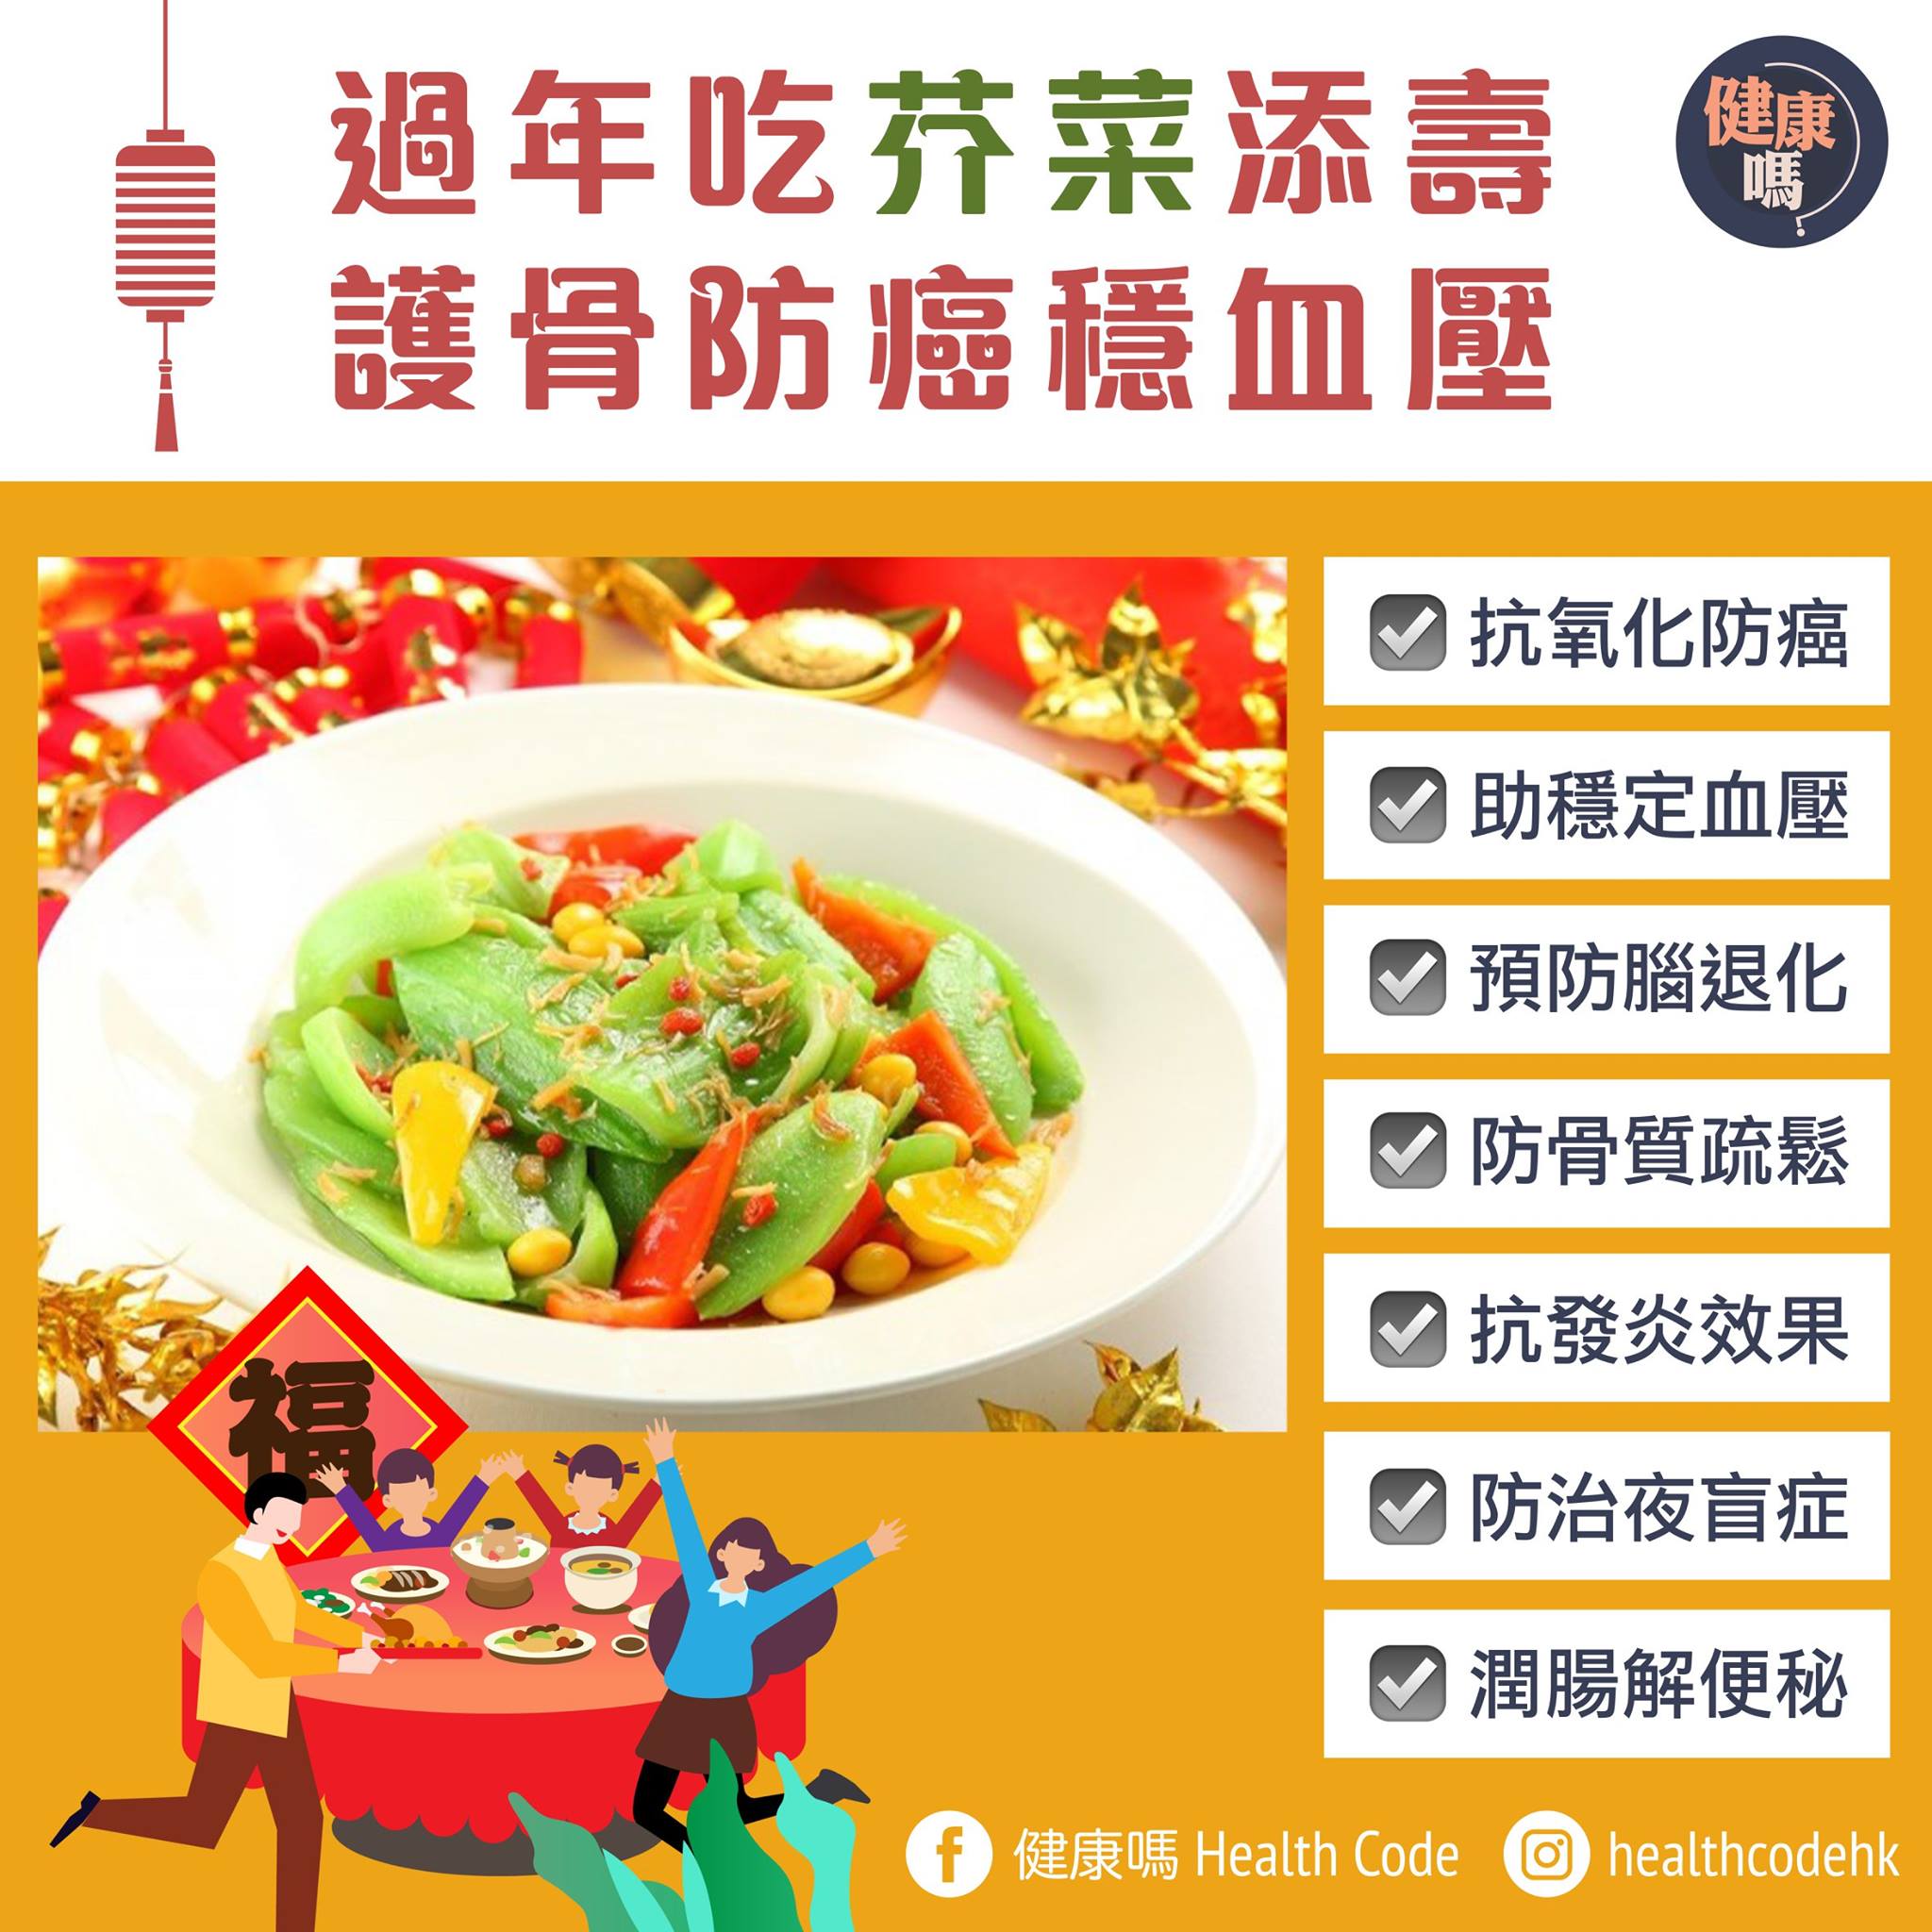 過年吃芥菜添壽
健康
嗎?
護骨防癌穩血壓
抗氧化防癌
助穩定血壓
預防腦退化
防骨質疏鬆
抗發炎效果
防治夜盲症
潤腸解便秘
福
健康嗎 Health Code
healthcodehk